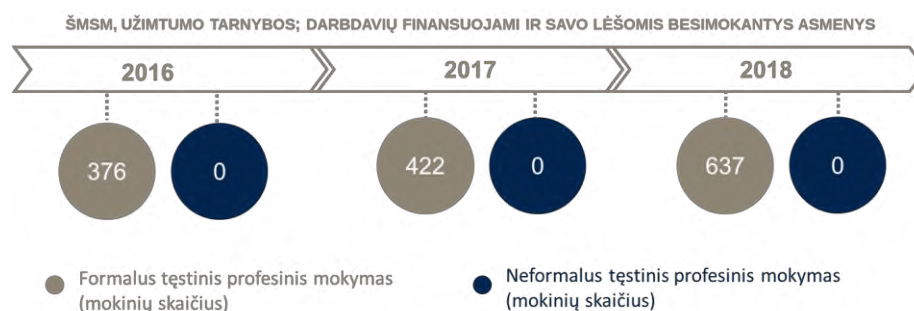 ŠMSM, UŽIMTUMO TARNYBOS; DARBDAVIŲ FINANSUOJAMI IR SAVO LĖŠOMIS BESIMOKANTYS ASMENYS
2016 2017 2018
376 0 422 0 637 0
Formalus tęstinis profesinis mokymas
(mokinių skaičius)
Neformalus tęstinis profesinis mokymas
(mokinių skaičius)